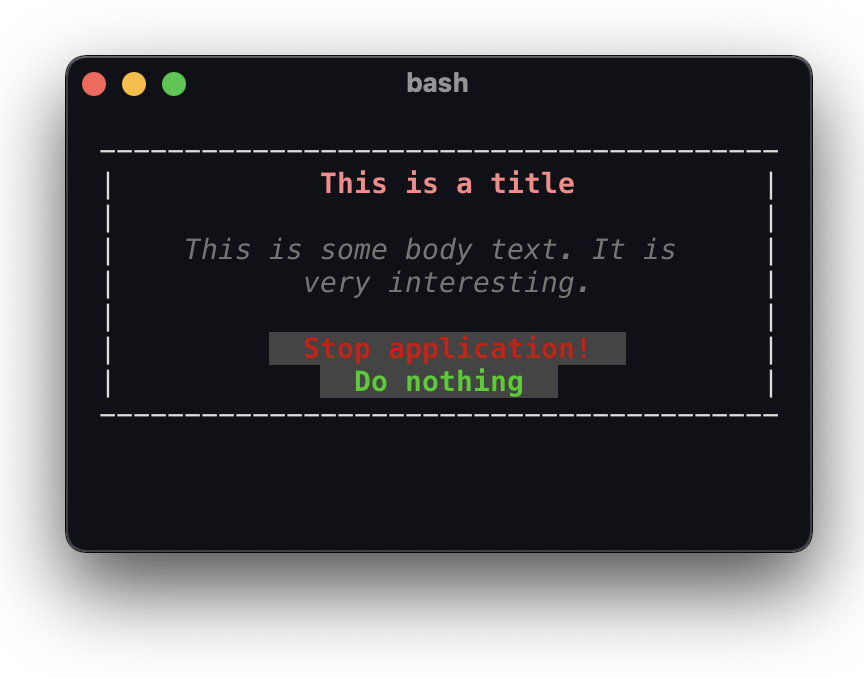 bash
This is a title
This is some body text. It is
very interesting.
Stop application!
Do nothing